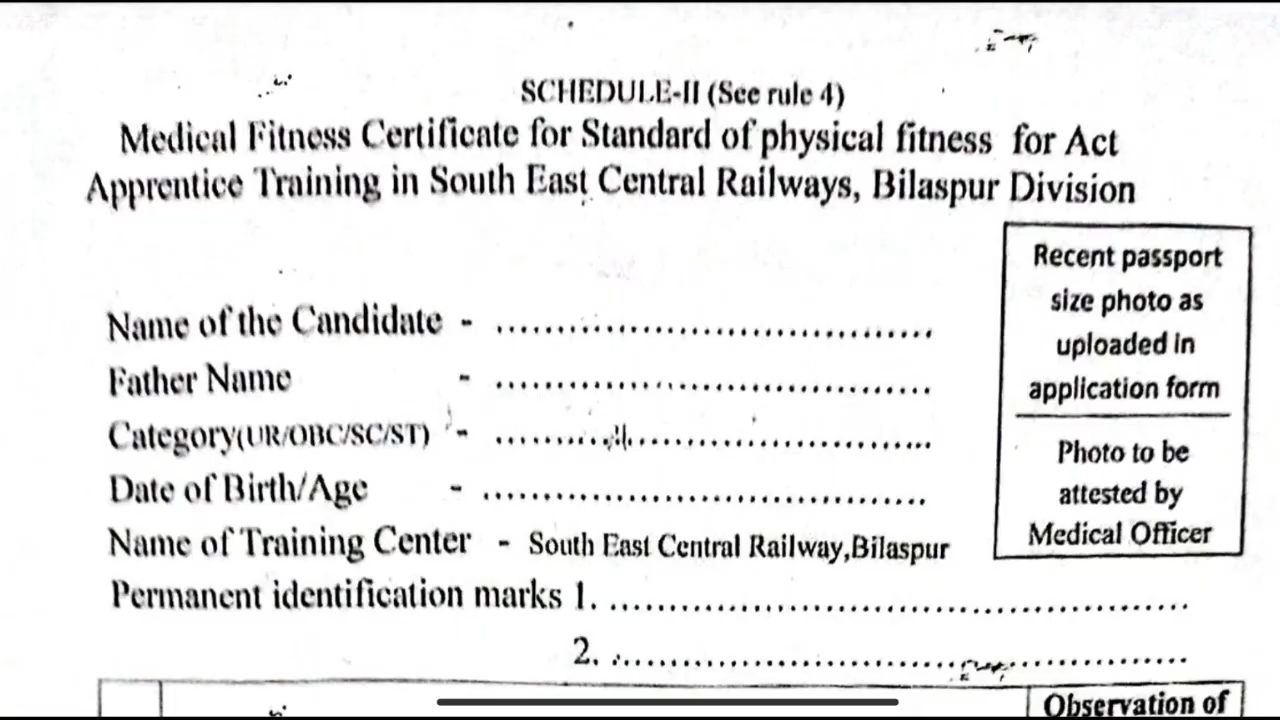 SCHEDULE-II (See rule 4)
Medical Fitness Certificate for Standard of physical fitness for Act
Apprentice Training in South East Central Railways, Bilaspur Division
Recent passport
size photo as
uploaded in
application form
Photo to be
attested by
Medical Officer
Name of the Candidate - ........................................
Father Name - ........................................
Category(UR/OBC/SC/ST) - ........................................
Date of Birth/Age - ........................................
Name of Training Center - South East Central Railway,Bilaspur
Permanent identification marks 1. ........................................
2. ........................................
Observation of